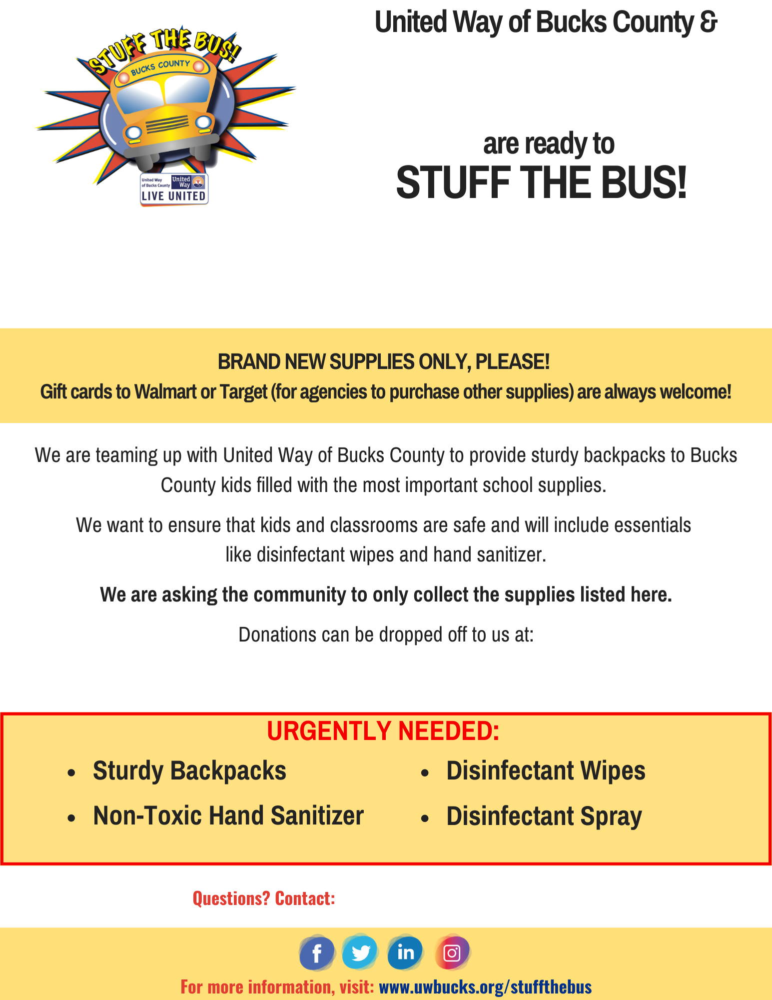 United Way of Bucks County &
STUFF THE BUS!
BUCKS COUNTY
are ready to
STUFF THE BUS!
United Way
of Bucks County
United
Way
LIVE UNITED
BRAND NEW SUPPLIES ONLY, PLEASE!
Gift cards to Walmart or Target (for agencies to purchase other supplies) are always welcome!
We are teaming up with United Way of Bucks County to provide sturdy backpacks to Bucks
County kids filled with the most important school supplies.
We want to ensure that kids and classrooms are safe and will include essentials
like disinfectant wipes and hand sanitizer.
We are asking the community to only collect the supplies listed here.
Donations can be dropped off to us at:
URGENTLY NEEDED:
• Sturdy Backpacks
• Non-Toxic Hand Sanitizer
• Disinfectant Wipes
• Disinfectant Spray
Questions? Contact:
f
in
For more information, visit: www.uwbucks.org/stuffthebus